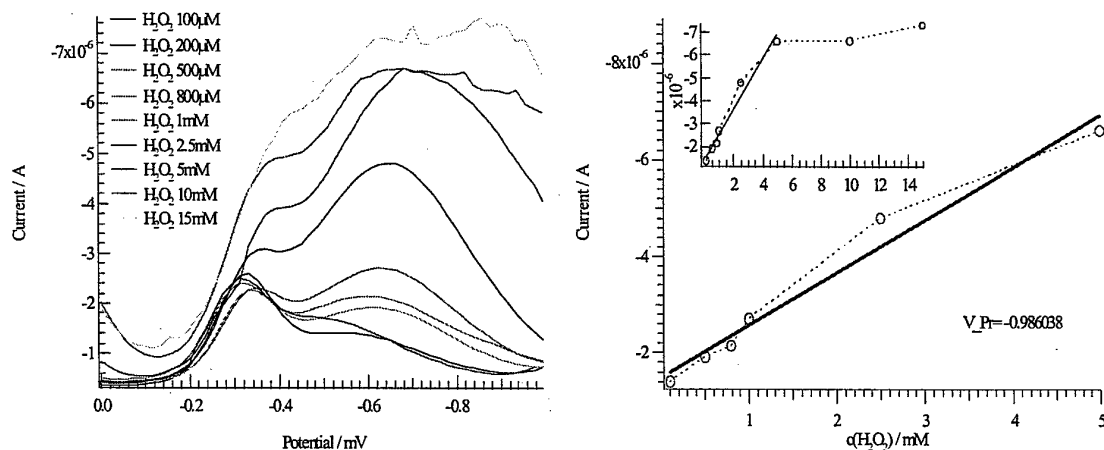 H₂O₂ 100µM
H₂O₂ 200µM
H₂O₂ 500µM
H₂O₂ 800µM
H₂O₂ 1mM
H₂O₂ 2.5mM
H₂O₂ 5mM
H₂O₂ 10mM
H₂O₂ 15mM
-7x10⁻⁶
-6
-5
-4
-3
-2
-1
Current / A
0.0
-0.2
-0.4
-0.6
-0.8
Potential / mV
-8x10⁻⁶
-6
-4
-2
Current / A
-7
-6
-5
-4
-3
-2
x10⁻⁶
2
4
6
8
10
12
14
V_Pr=-0.986038
1
2
3
4
5
c(H₂O₂) / mM